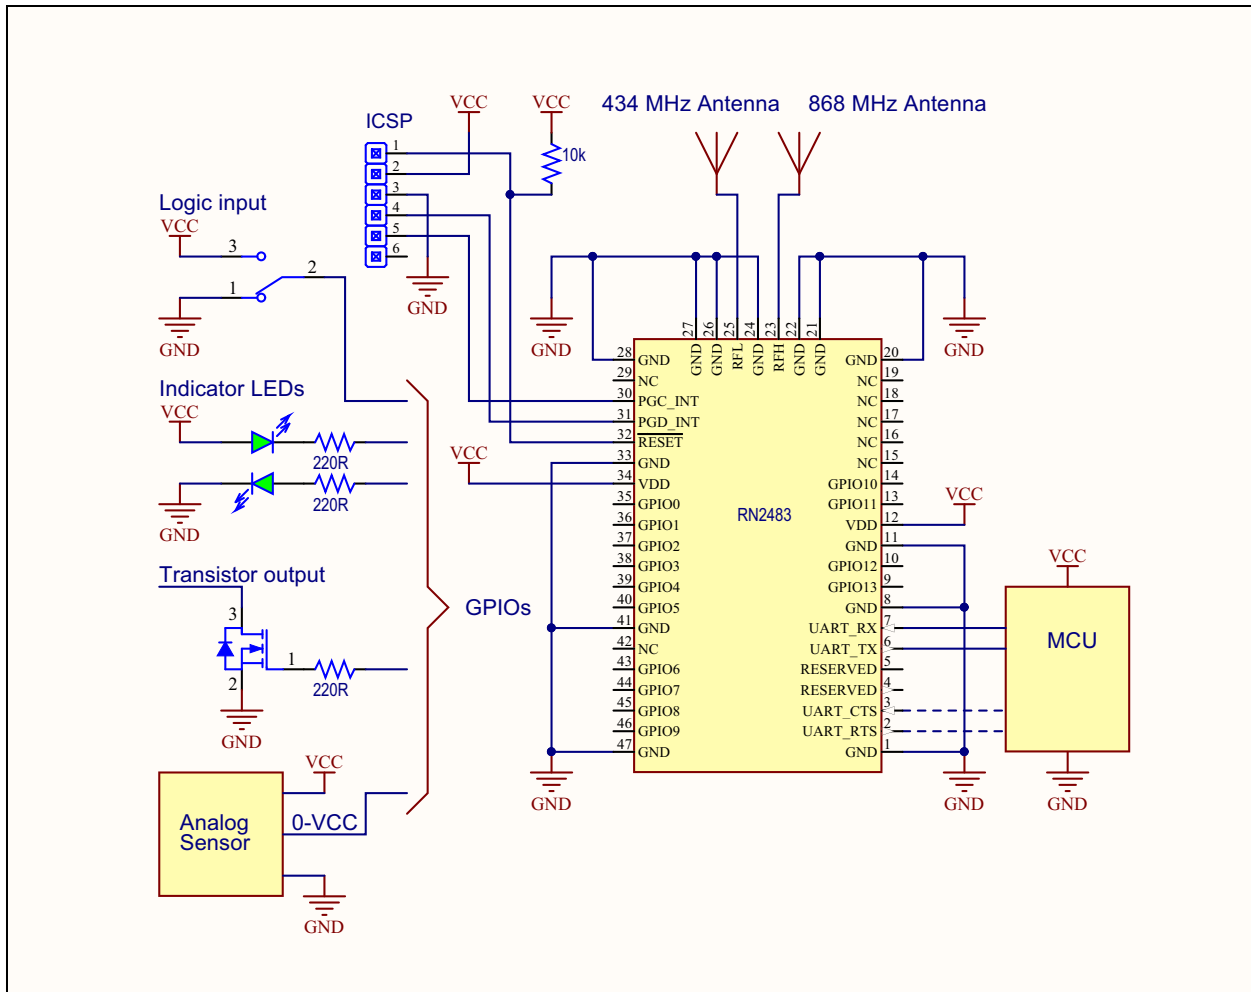 434 MHz Antenna
868 MHz Antenna
VCC
VCC
ICSP
1
2
3
4
5
6
10k
GND
Logic input
VCC
3
2
1
GND
Indicator LEDs
VCC
220R
220R
GND
Transistor output
3
1
2
220R
GND
Analog
Sensor
VCC
0-VCC
GND
GPIOs
VCC
GND
GND
27 GND
26 GND
25 RFL
24 GND
23 RFH
22 GND
21 GND
28 GND
29 NC
30 PGC_INT
31 PGD_INT
32 RESET
33 GND
34 VDD
35 GPIO0
36 GPIO1
37 GPIO2
38 GPIO3
39 GPIO4
40 GPIO5
41 GND
42 NC
43 GPIO6
44 GPIO7
45 GPIO8
46 GPIO9
47 GND
RN2483
GND 20
NC 19
NC 18
NC 17
NC 16
NC 15
GPIO10 14
GPIO11 13
VDD 12
GND 11
GPIO12 10
GPIO13 9
GND 8
UART_RX 7
UART_TX 6
RESERVED 5
RESERVED 4
UART_CTS 3
UART_RTS 2
GND 1
GND
VCC
GND
VCC
MCU
GND